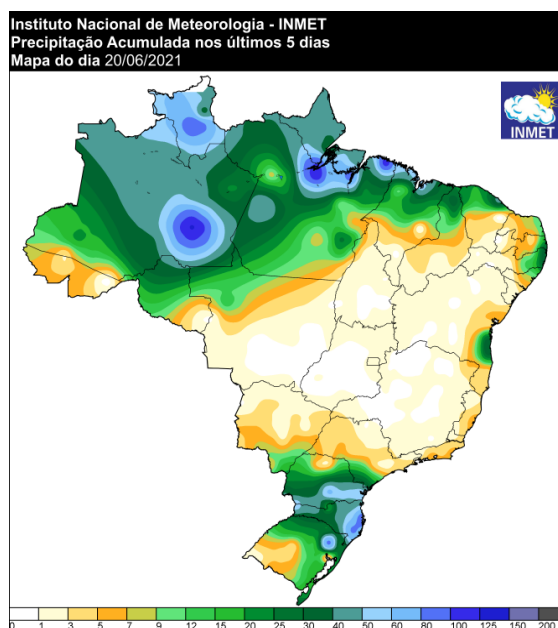 Instituto Nacional de Meteorologia - INMET
Precipitação Acumulada nos últimos 5 dias
Mapa do dia 20/06/2021
INMET
0 1 3 5 7 9 12 15 20 25 30 40 50 60 80 100 125 150 200